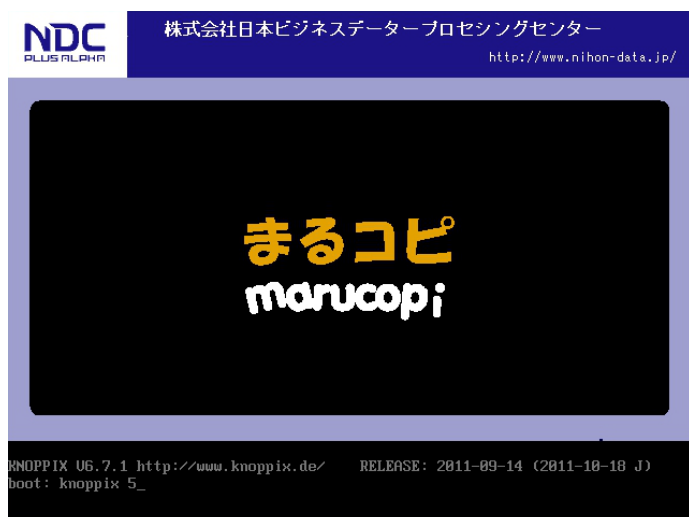 NDC
PLUS ALPHA
株式会社日本ビジネスデータープロセシングセンター
http://www.nihon-data.jp/
まるコピ
marucopi
KNOPPIX V6.7.1 http://www.knoppix.de/ RELEASE: 2011-09-14 (2011-10-18 J)
boot: knoppix 5_